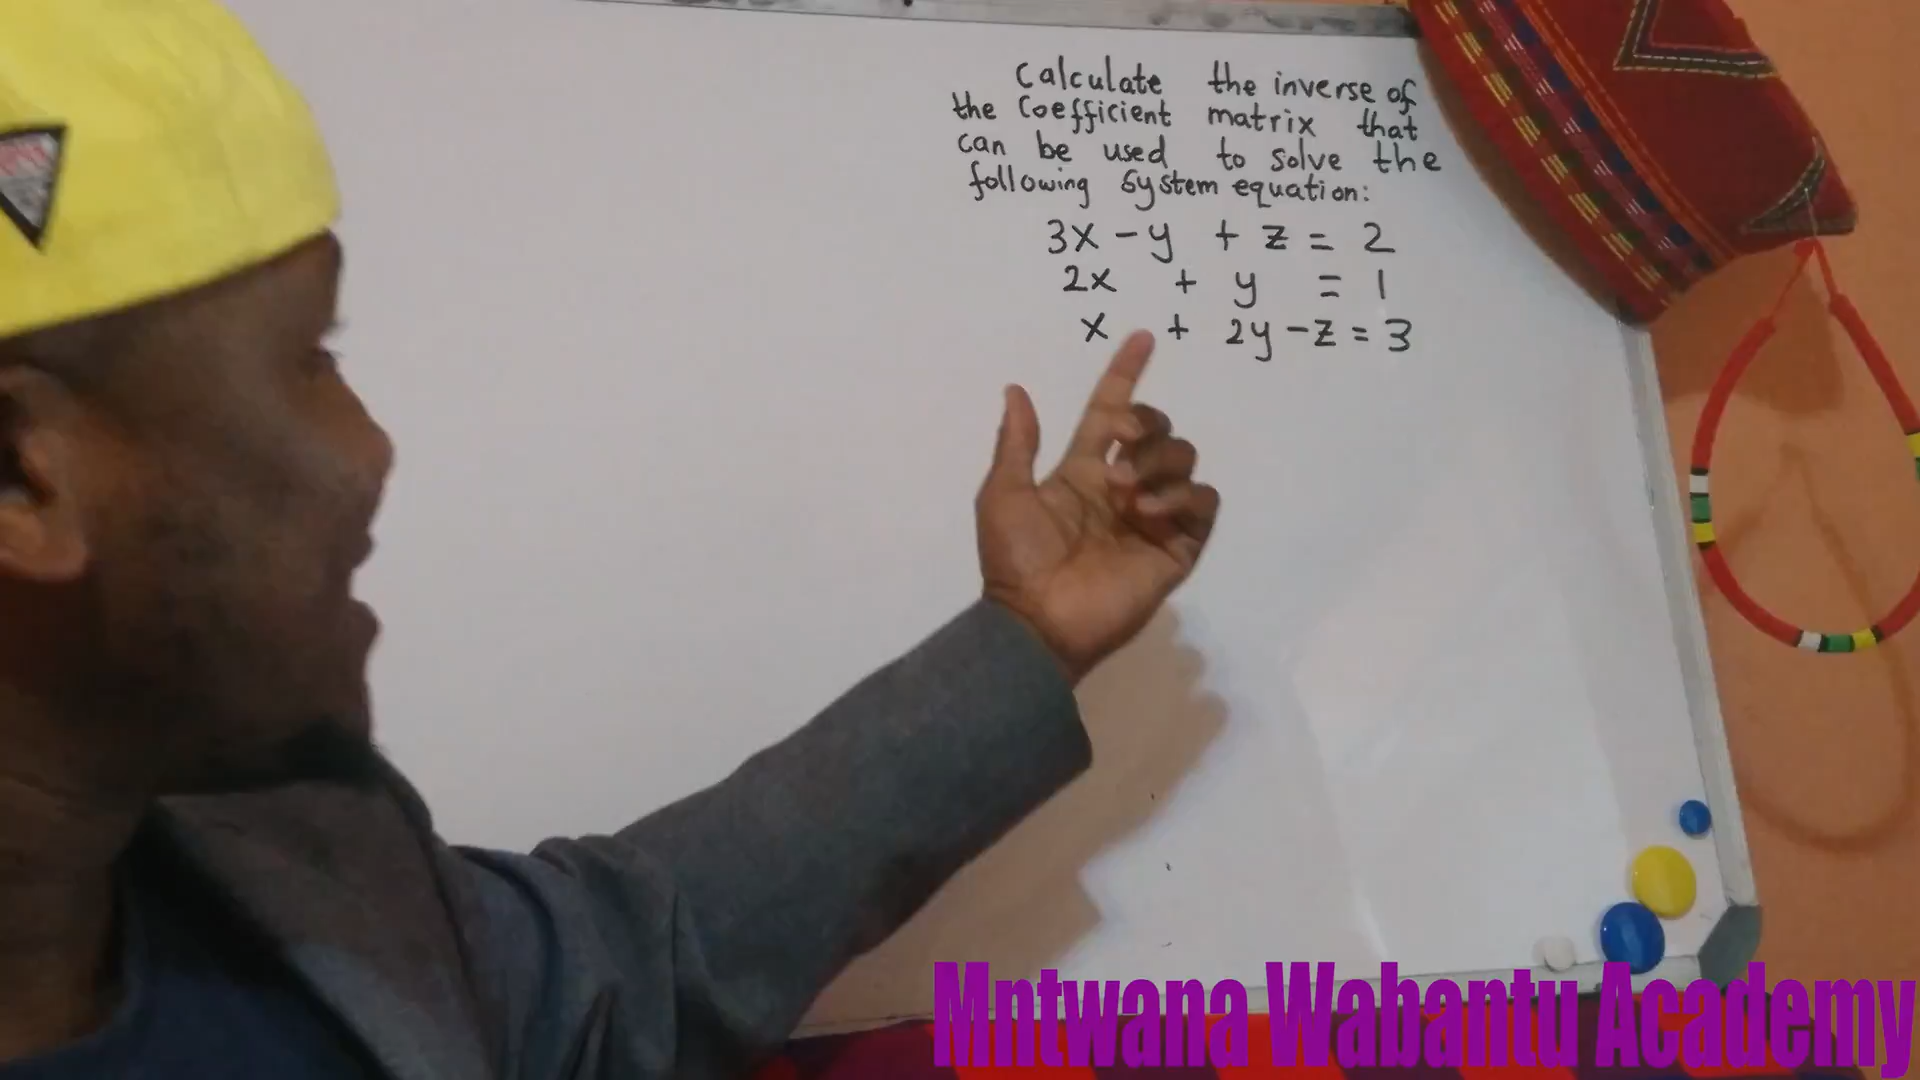 Calculate the inverse of
the Coefficient matrix that
can be used to solve the
following System equation:
3x - y + z = 2
2x + y = 1
x + 2y - z = 3
Mntwana Wabantu Academy